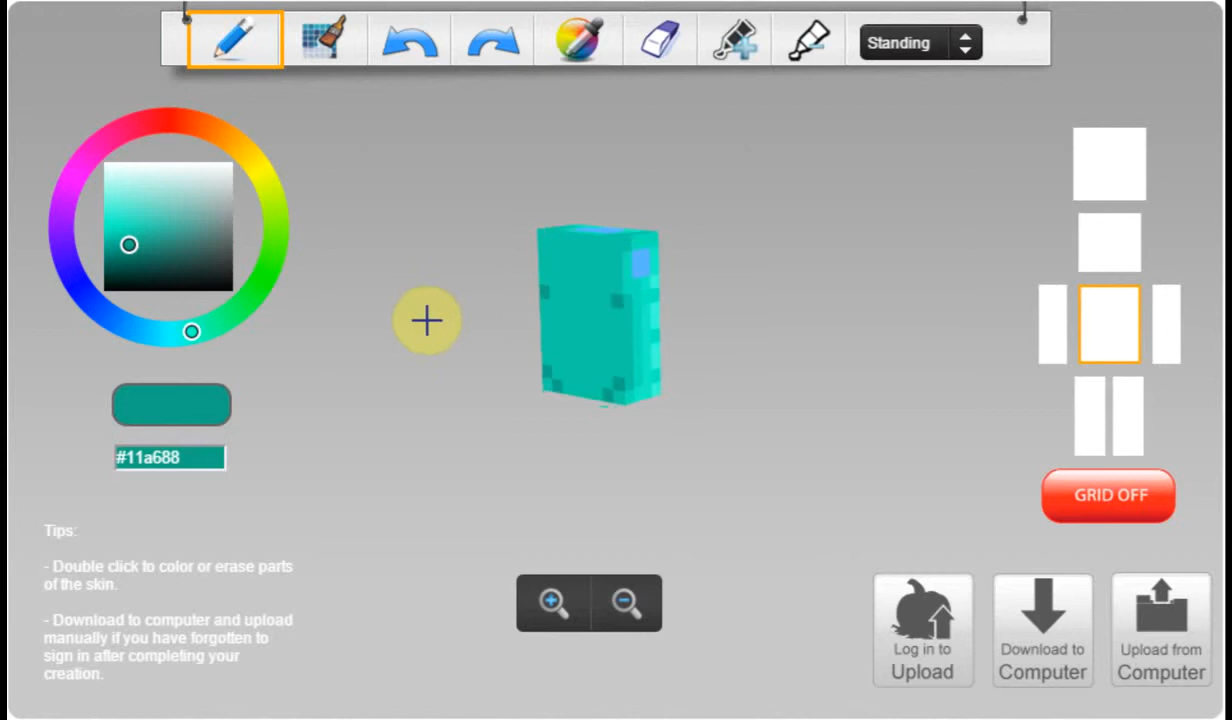 Standing
#11a688
GRID OFF
Tips:
- Double click to color or erase parts
of the skin.
- Download to computer and upload
manually if you have forgotten to
sign in after completing your
creation.
Log in to
Upload
Download to
Computer
Upload from
Computer